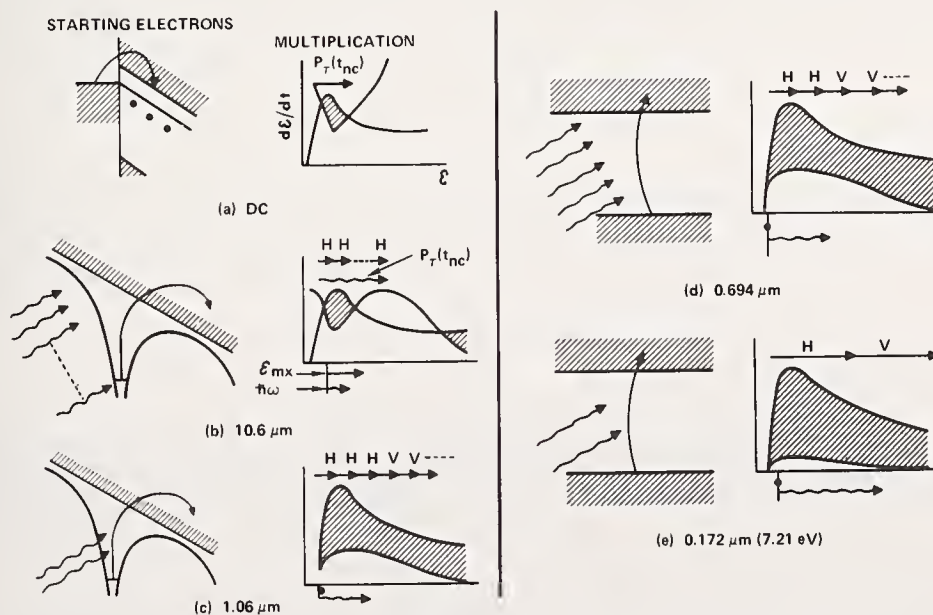 STARTING ELECTRONS
MULTIPLICATION
P_T(t_nc)
dε/dt
ε
(a) DC
H H H
P_T(t_nc)
ε_mx
ħω
(b) 10.6 μm
H H H V V ----
(c) 1.06 μm
H H V V ----
(d) 0.694 μm
H V
(e) 0.172 μm (7.21 eV)